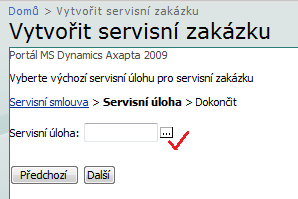 Domů > Vytvořit servisní zakázku
Vytvořit servisní zakázku
Portál MS Dynamics Axapta 2009
Vyberte výchozí servisní úlohu pro servisní zakázku
Servisní smlouva > Servisní úloha > Dokončit
Servisní úloha: ...
Předchozí Další